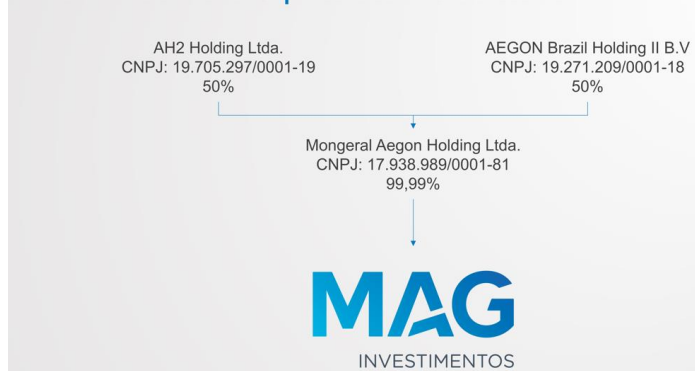 AH2 Holding Ltda.
CNPJ: 19.705.297/0001-19
50%
AEGON Brazil Holding II B.V
CNPJ: 19.271.209/0001-18
50%
Mongeral Aegon Holding Ltda.
CNPJ: 17.938.989/0001-81
99,99%
MAG
INVESTIMENTOS